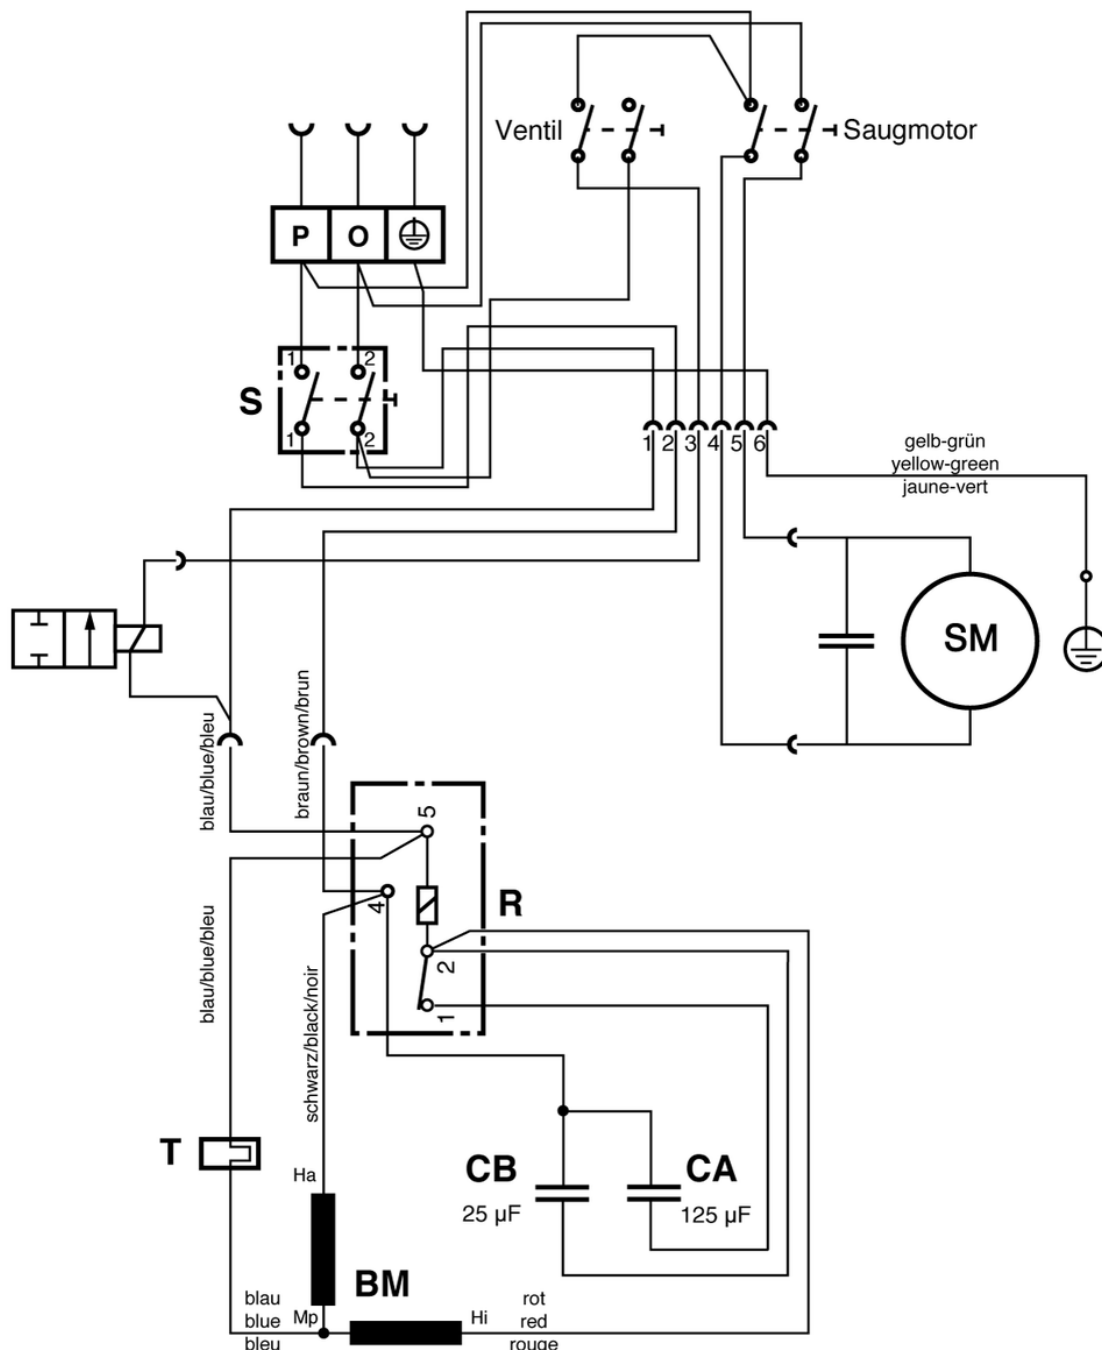 Ventil
Saugmotor
P O
S
1 2
1 2
1 2 3 4 5 6
gelb-grün
yellow-green
jaune-vert
SM
blau/blue/bleu
braun/brown/brun
5
4
R
2
1
blau/blue/bleu
schwarz/black/noir
T
Ha
CB
25 µF
CA
125 µF
BM
blau
blue
bleu
Mp
Hi
rot
red
rouge